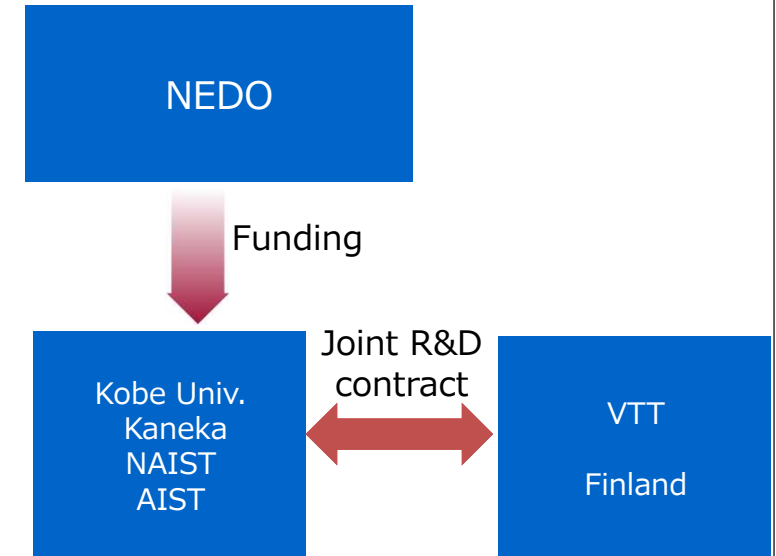 NEDO
Funding
Joint R&D
contract
Kobe Univ.
Kaneka
NAIST
AIST
VTT
Finland